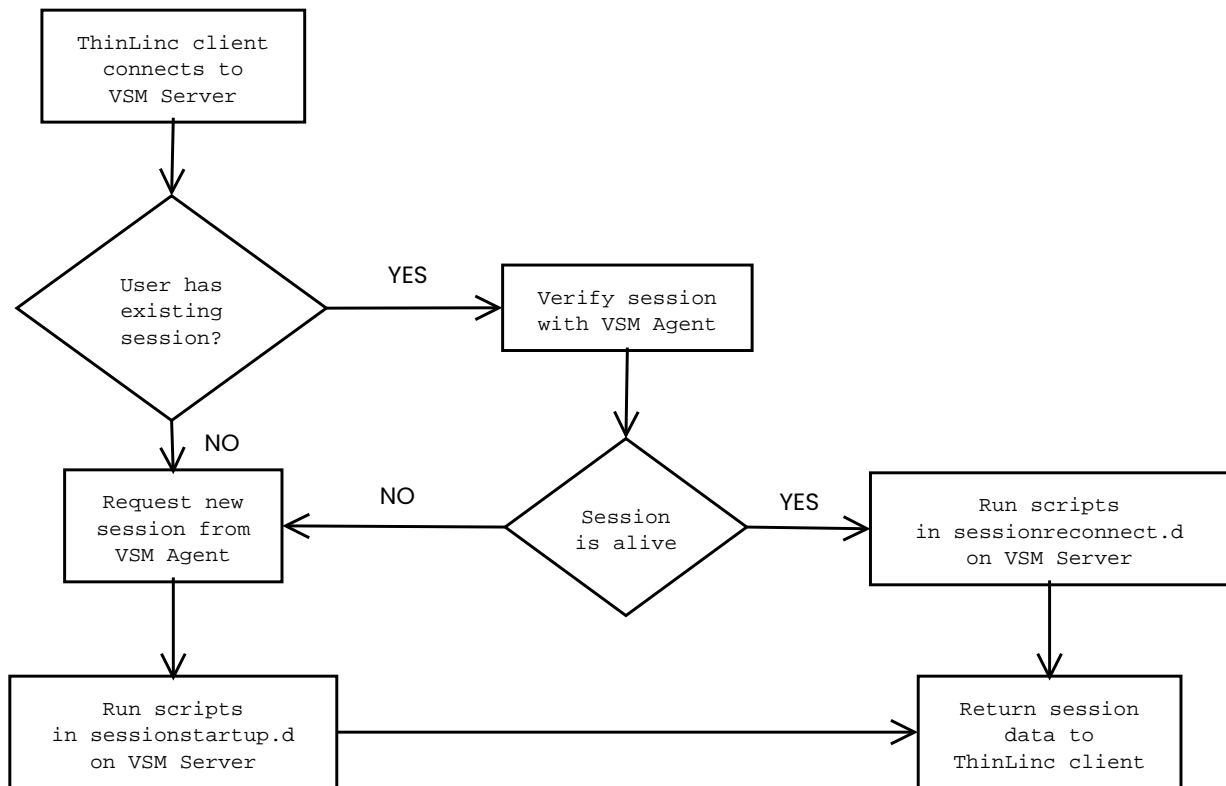 ThinLinc client
connects to
VSM Server
User has
existing
session?
YES
Verify session
with VSM Agent
NO
Request new
session from
VSM Agent
NO
Session
is alive
YES
Run scripts
in sessionreconnect.d
on VSM Server
Run scripts
in sessionstartup.d
on VSM Server
Return session
data to
ThinLinc client